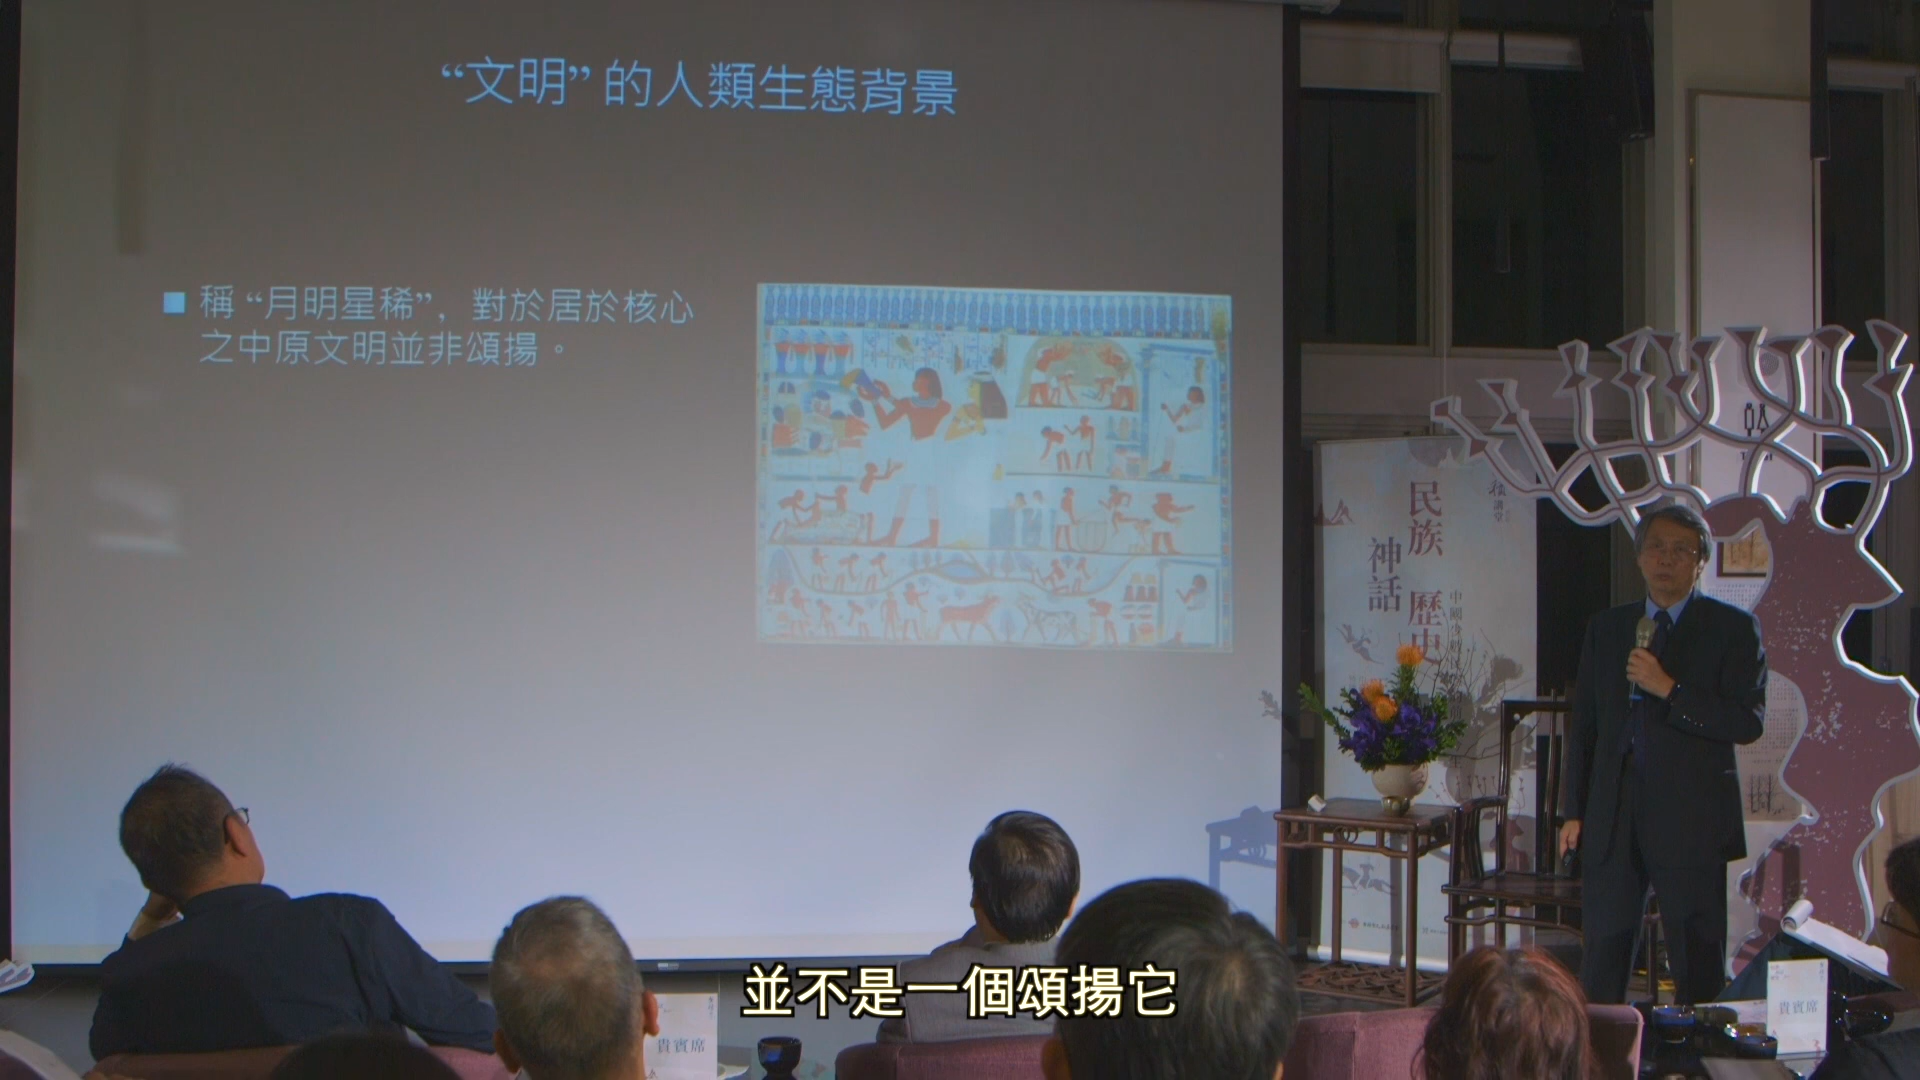 “文明” 的人類生態背景
■ 稱 “月明星稀”，對於居於核心
之中原文明並非頌揚。
民族 歷史
神話
貴賓席
貴賓席
並不是一個頌揚它